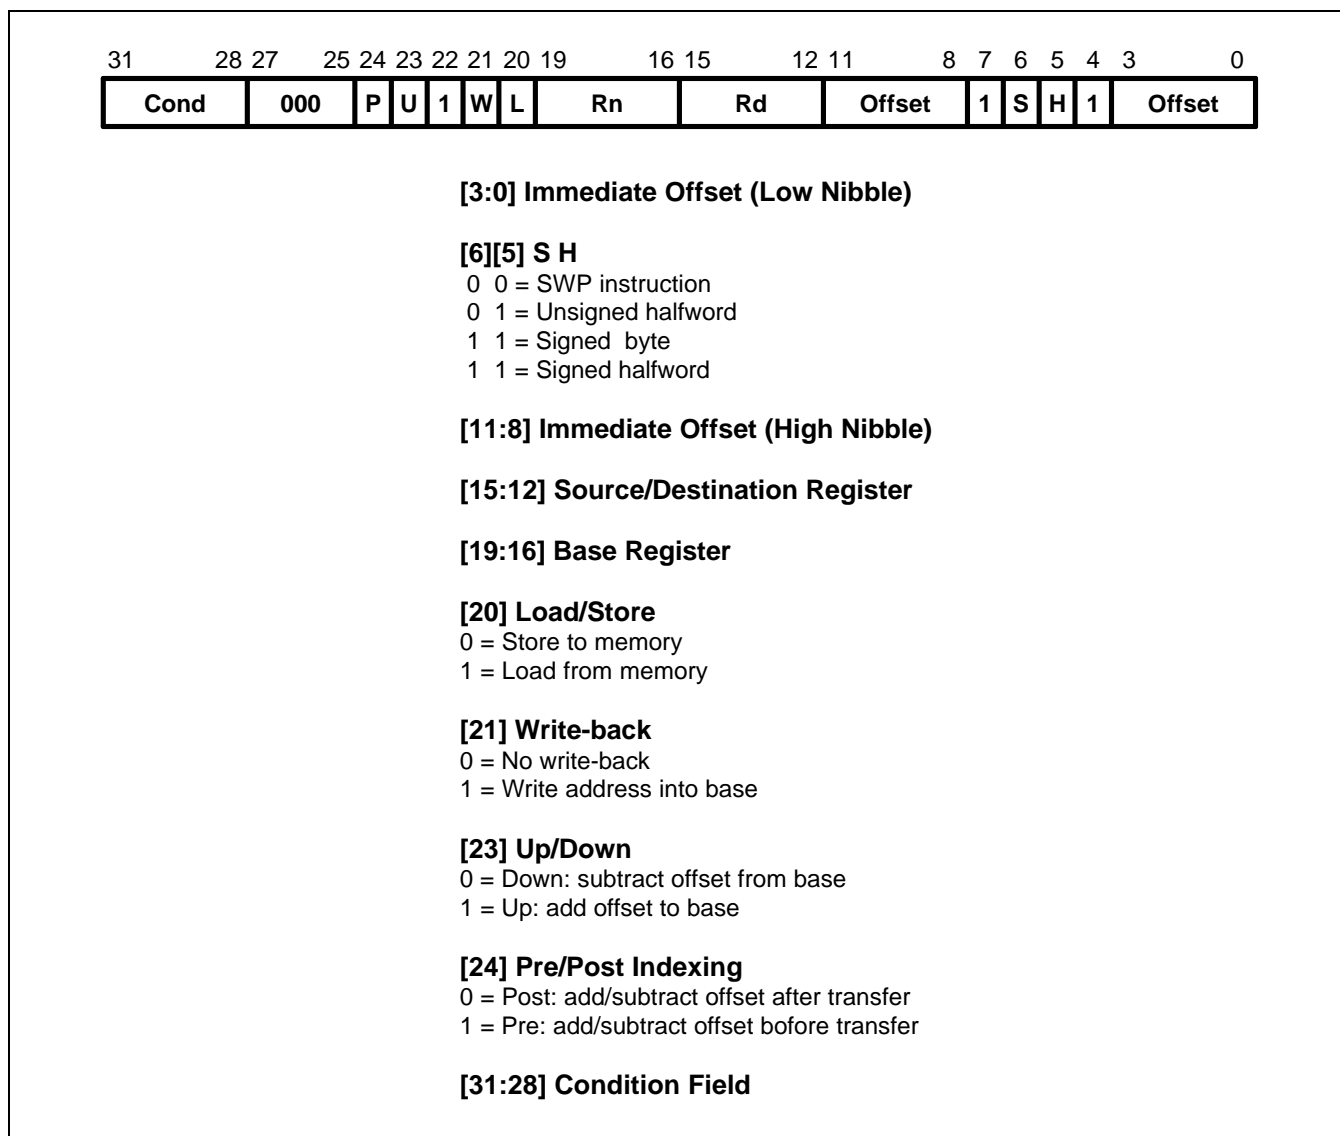 31 28 27 25 24 23 22 21 20 19 16 15 12 11 8 7 6 5 4 3 0
Cond 000 P U 1 W L Rn Rd Offset 1 S H 1 Offset
[3:0] Immediate Offset (Low Nibble)
[6][5] S H
0 0 = SWP instruction
0 1 = Unsigned halfword
1 1 = Signed byte
1 1 = Signed halfword
[11:8] Immediate Offset (High Nibble)
[15:12] Source/Destination Register
[19:16] Base Register
[20] Load/Store
0 = Store to memory
1 = Load from memory
[21] Write-back
0 = No write-back
1 = Write address into base
[23] Up/Down
0 = Down: subtract offset from base
1 = Up: add offset to base
[24] Pre/Post Indexing
0 = Post: add/subtract offset after transfer
1 = Pre: add/subtract offset bofore transfer
[31:28] Condition Field